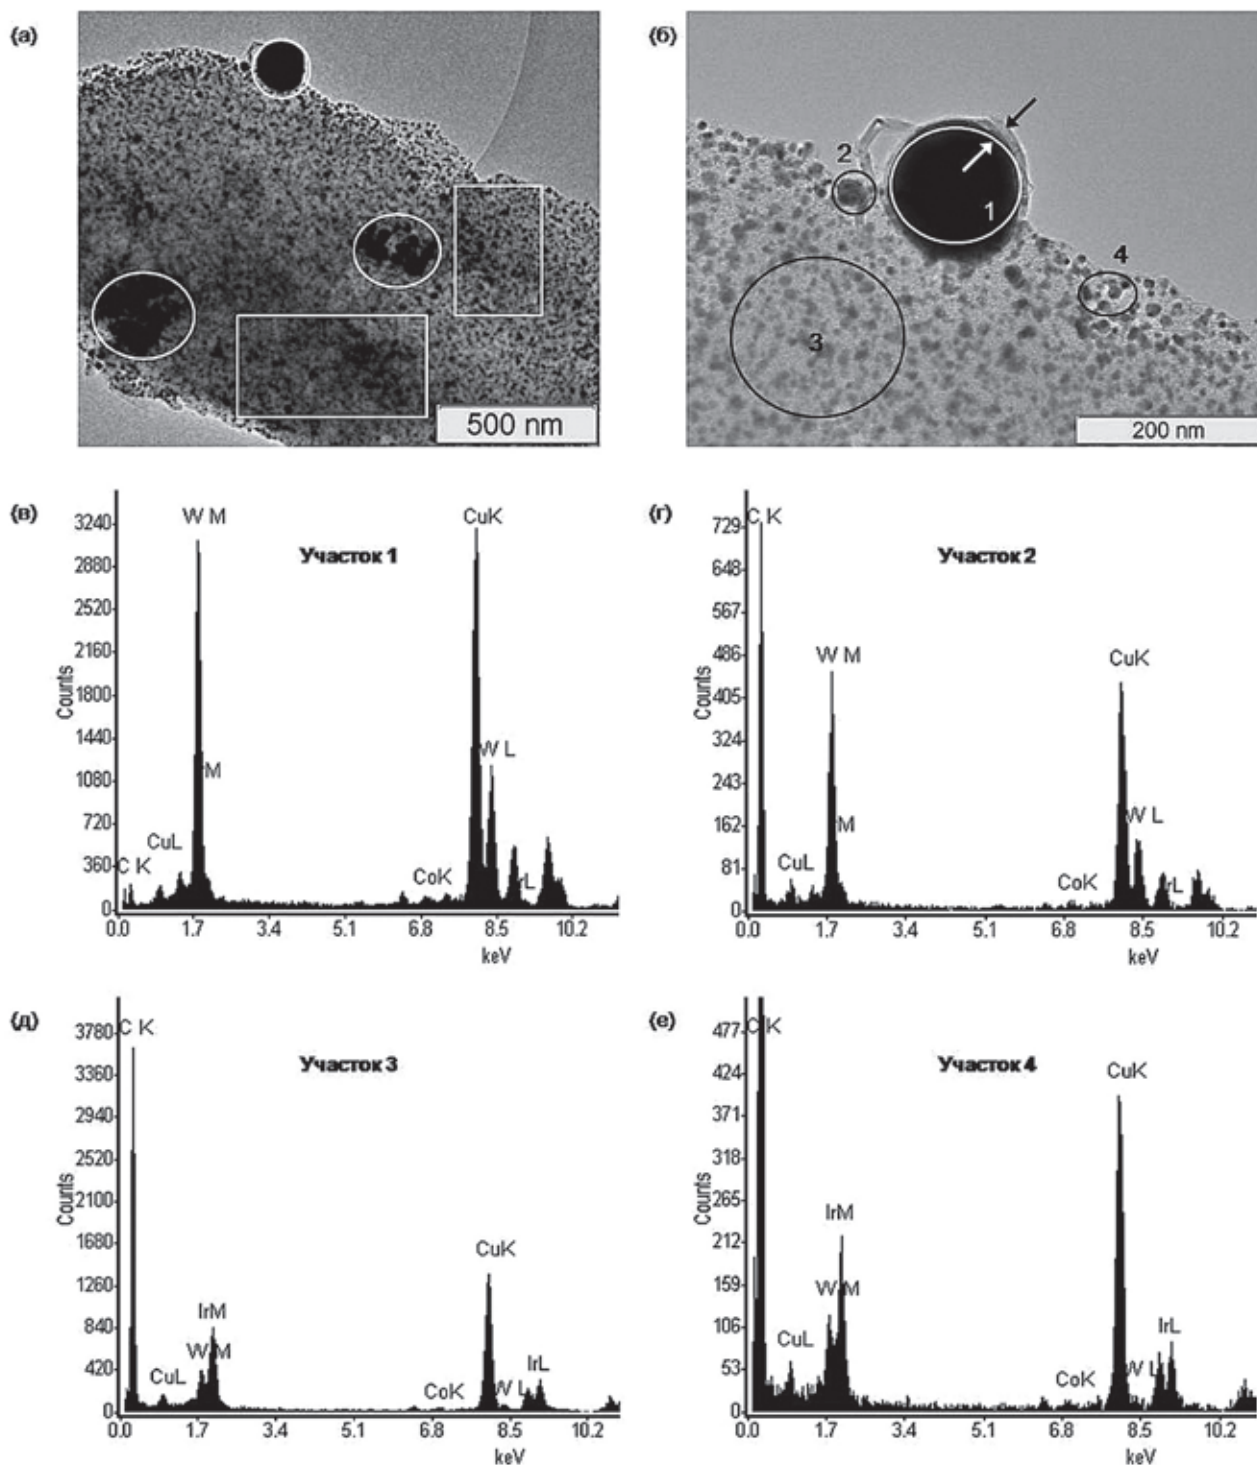 (а)
500 nm
(б)
1
2
3
4
200 nm
(в)
Участок 1
Counts
3240
2880
2520
2160
1800
1440
1080
720
360
0
C K
CuL
W M
M
CoK
CuK
W L
rL
0.0 1.7 3.4 5.1 6.8 8.5 10.2
keV
(г)
Участок 2
Counts
729
648
567
486
405
324
243
162
81
0
C K
CuL
W M
M
CoK
CuK
W L
rL
0.0 1.7 3.4 5.1 6.8 8.5 10.2
keV
(д)
Участок 3
Counts
3780
3360
2940
2520
2100
1680
1260
840
420
0
C K
CuL
W M
IrM
CoK
CuK
W L
IrL
0.0 1.7 3.4 5.1 6.8 8.5 10.2
keV
(е)
Участок 4
Counts
477
424
371
318
265
212
159
106
53
0
C K
CuL
W M
IrM
CoK
CuK
W L
IrL
0.0 1.7 3.4 5.1 6.8 8.5 10.2
keV